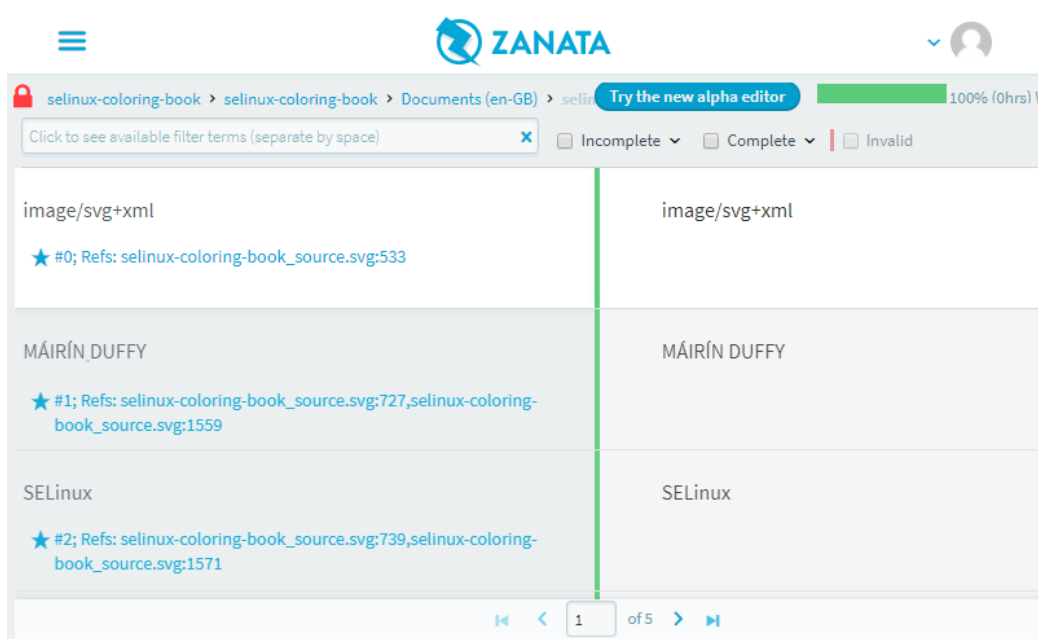 ZANATA
selinux-coloring-book > selinux-coloring-book > Documents (en-GB) > selin Try the new alpha editor 100% (0hrs)
Click to see available filter terms (separate by space) x Incomplete Complete Invalid
image/svg+xml image/svg+xml
#0; Refs: selinux-coloring-book_source.svg:533
MÁIRÍN DUFFY MÁIRÍN DUFFY
#1; Refs: selinux-coloring-book_source.svg:727,selinux-coloring-
book_source.svg:1559
SELinux SELinux
#2; Refs: selinux-coloring-book_source.svg:739,selinux-coloring-
book_source.svg:1571
1 of 5